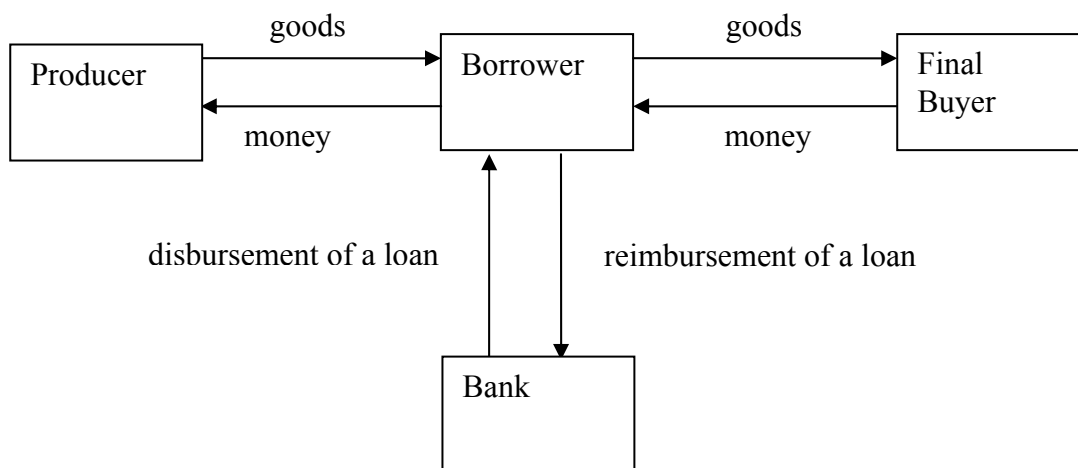 goods
goods
Producer
Borrower
Final
Buyer
money
money
disbursement of a loan
reimbursement of a loan
Bank